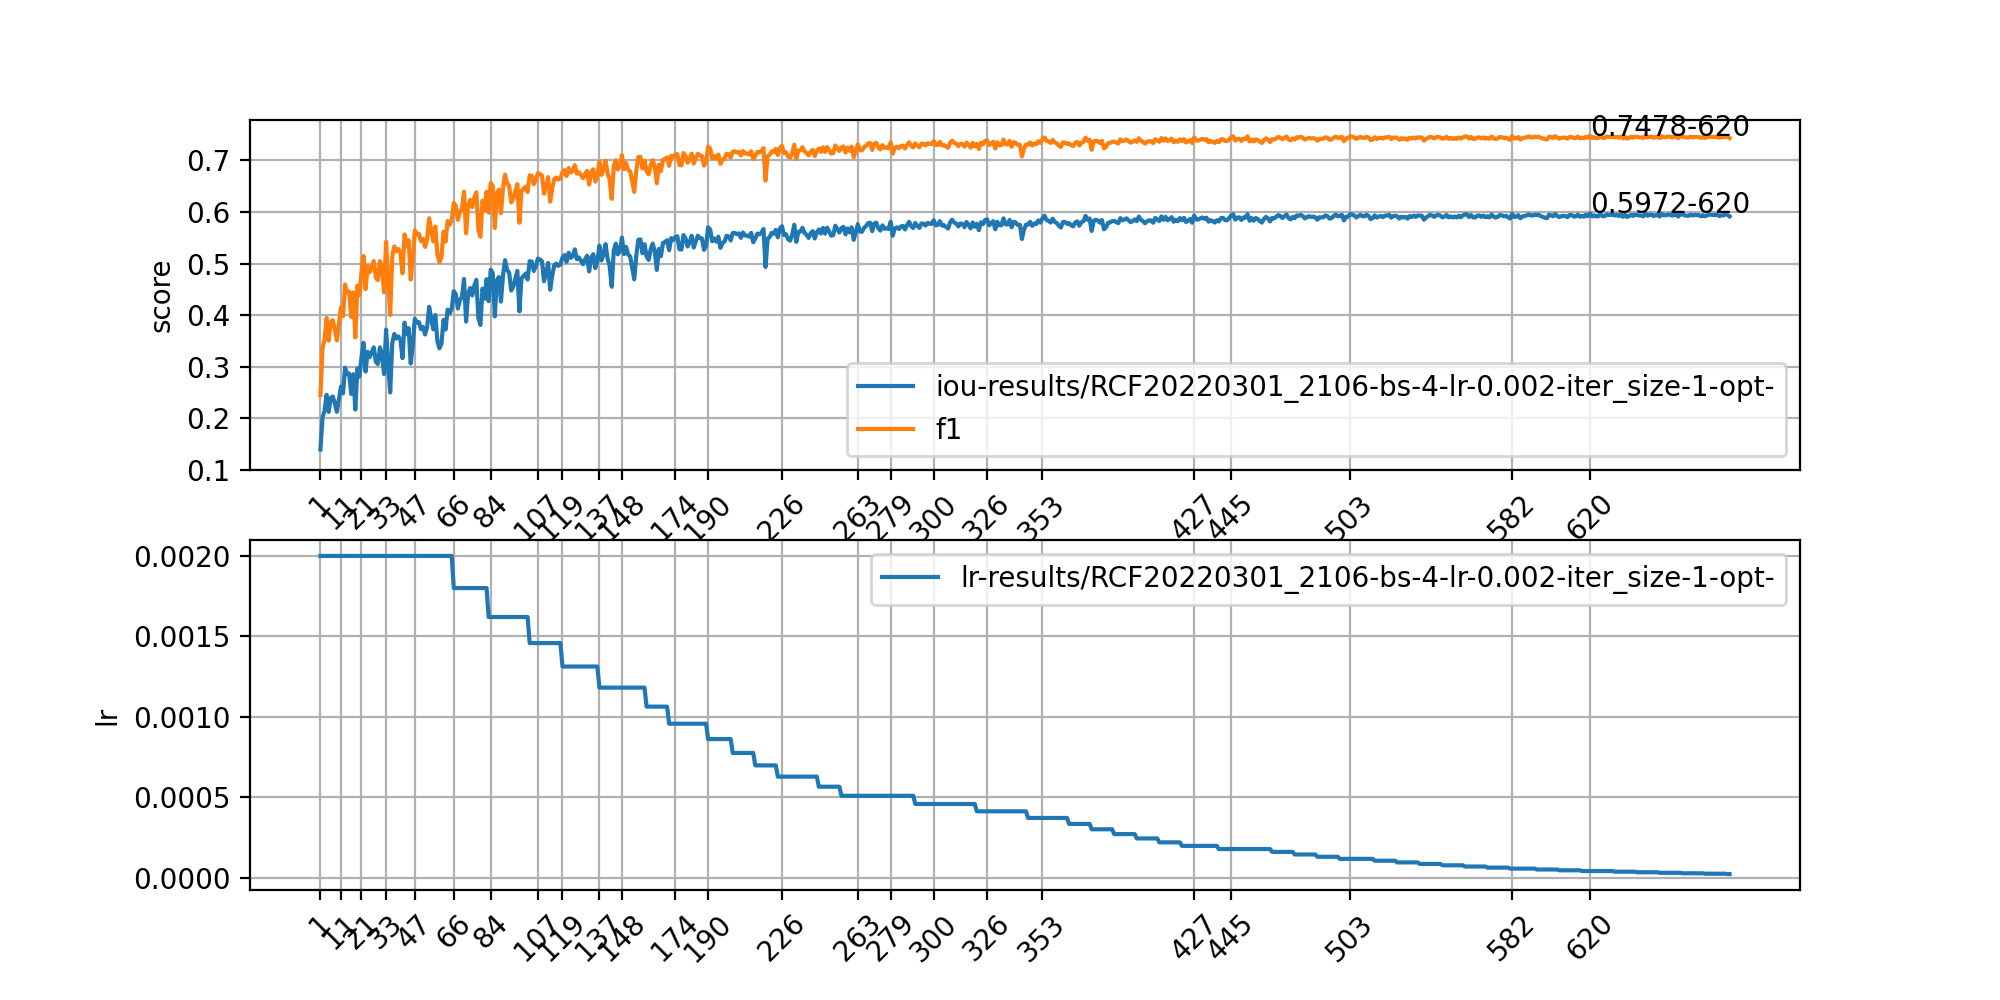 0.7478-620
0.5972-620
score
0.7
0.6
0.5
0.4
0.3
0.2
0.1
iou-results/RCF20220301_2106-bs-4-lr-0.002-iter_size-1-opt-
f1
1 11 21 33 47 66 84 107 119 137 148 174 190 226 263 279 300 326 353 427 445 503 582 620
lr
0.0020
0.0015
0.0010
0.0005
0.0000
lr-results/RCF20220301_2106-bs-4-lr-0.002-iter_size-1-opt-
1 11 21 33 47 66 84 107 119 137 148 174 190 226 263 279 300 326 353 427 445 503 582 620